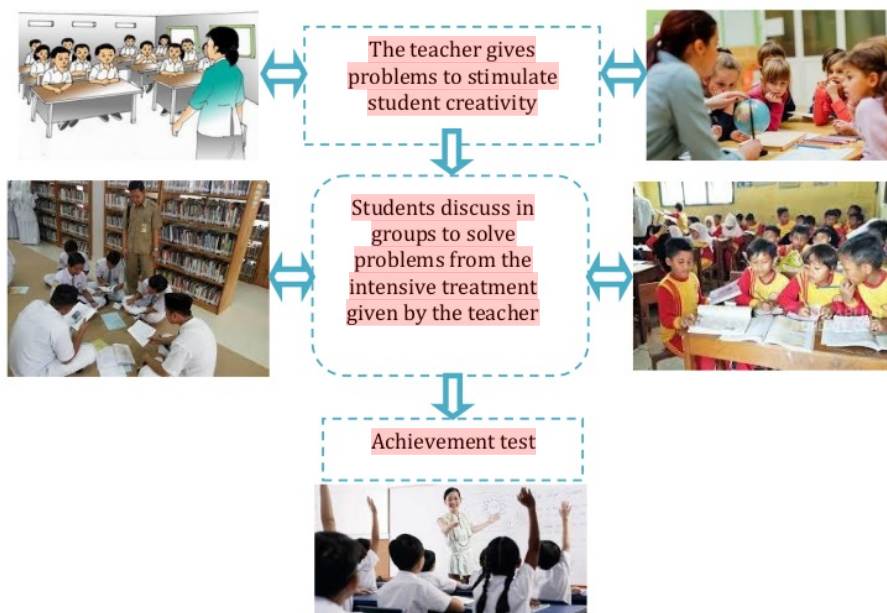 The teacher gives
problems to stimulate
student creativity
Students discuss in
groups to solve
problems from the
intensive treatment
given by the teacher
Achievement test